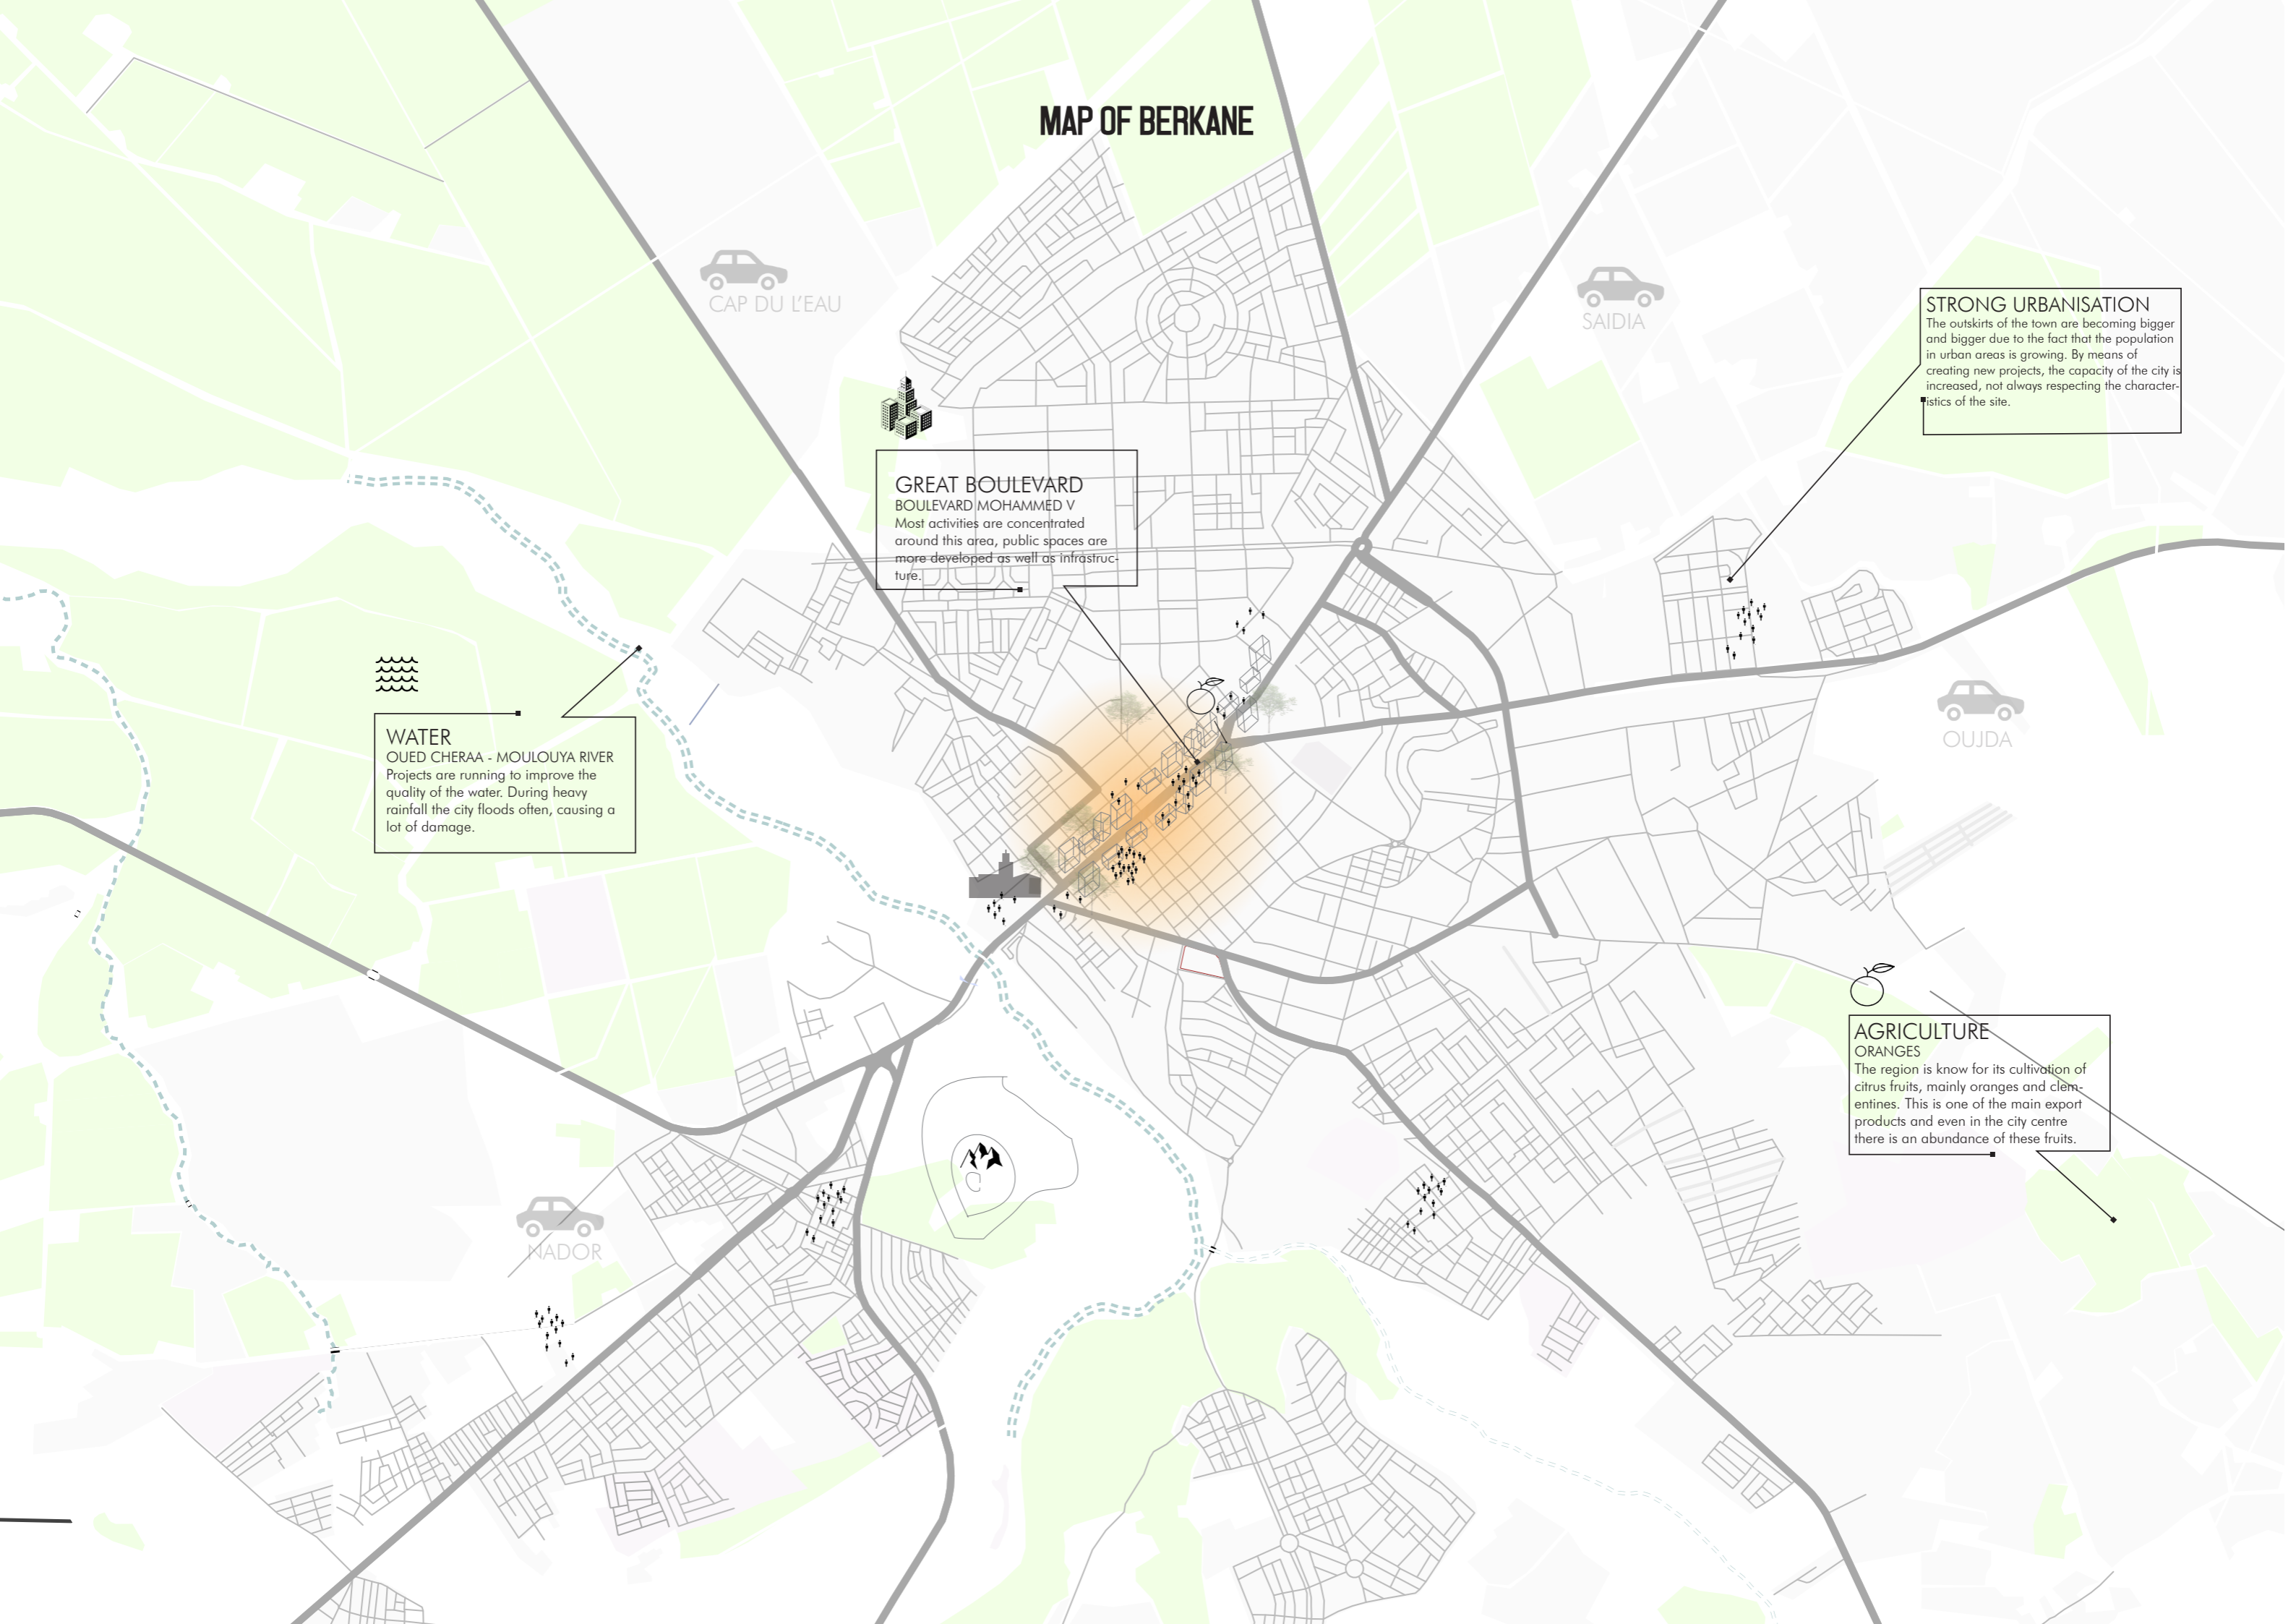 MAP OF BERKANE
CAP DU L'EAU
SAIDIA
STRONG URBANISATION
The outskirts of the town are becoming bigger
and bigger due to the fact that the population
in urban areas is growing. By means of
creating new projects, the capacity of the city is
increased, not always respecting the character-
istics of the site.
GREAT BOULEVARD
BOULEVARD MOHAMMED V
Most activities are concentrated
around this area, public spaces are
more developed as well as infrastruc-
ture.
WATER
OUED CHERAA - MOULOUYA RIVER
Projects are running to improve the
quality of the water. During heavy
rainfall the city floods often, causing a
lot of damage.
OUJDA
AGRICULTURE
ORANGES
The region is know for its cultivation of
citrus fruits, mainly oranges and clem-
entines. This is one of the main export
products and even in the city centre
there is an abundance of these fruits.
NADOR